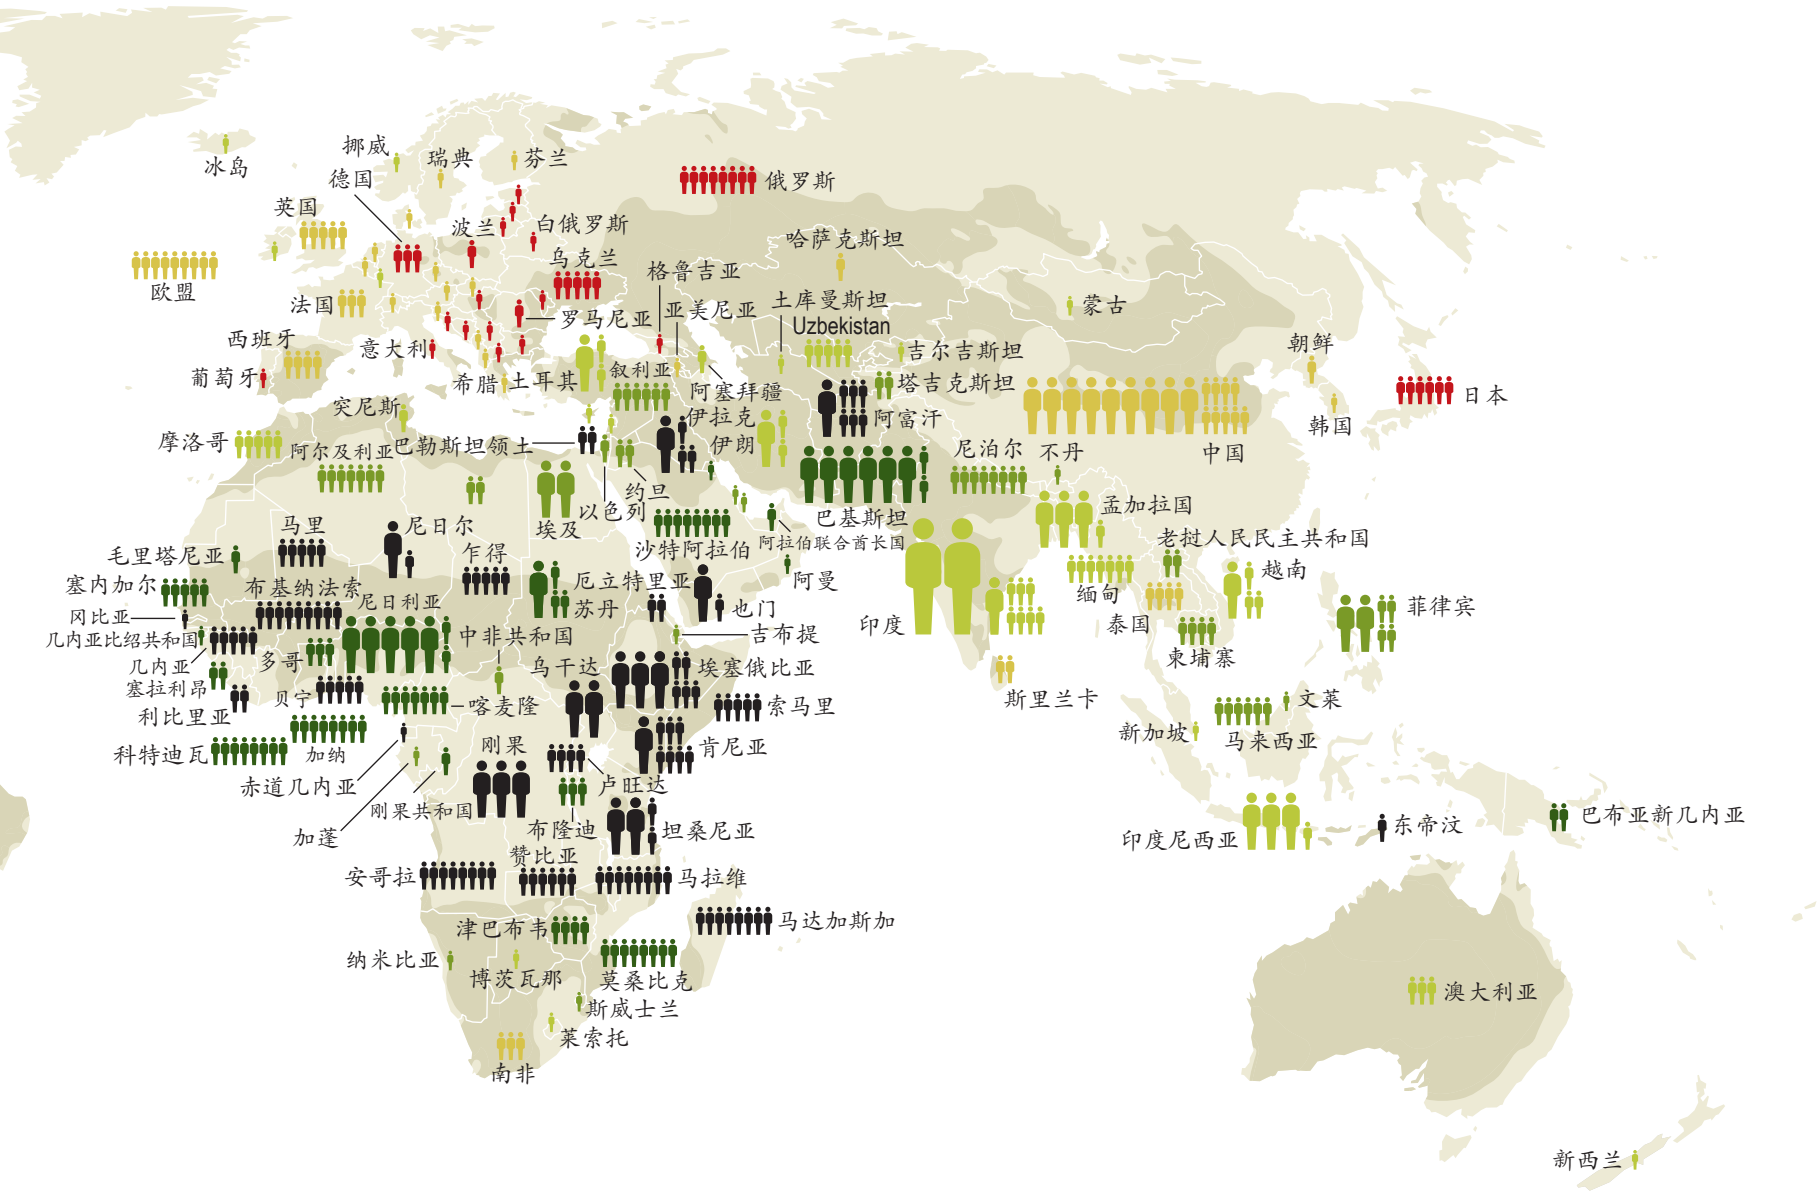 冰岛
挪威
瑞典
芬兰
德国
俄罗斯
英国
波兰
白俄罗斯
哈萨克斯坦
乌克兰
格鲁吉亚
欧盟
法国
罗马尼亚
亚美尼亚
土库曼斯坦
蒙古
Uzbekistan
西班牙
意大利
吉尔吉斯坦
朝鲜
葡萄牙
希腊
土耳其
叙利亚
阿塞拜疆
塔吉克斯坦
日本
突尼斯
伊拉克
阿富汗
韩国
摩洛哥
阿尔及利亚
巴勒斯坦领土
伊朗
尼泊尔
不丹
中国
约旦
以色列
埃及
孟加拉国
马里
尼日尔
巴基斯坦
毛里塔尼亚
乍得
沙特阿拉伯
阿拉伯联合酋长国
老挝人民民主共和国
塞内加尔
布基纳法索
厄立特里亚
阿曼
越南
冈比亚
尼日利亚
苏丹
也门
缅甸
菲律宾
几内亚比绍共和国
中非共和国
吉布提
印度
泰国
几内亚
多哥
乌干达
埃塞俄比亚
柬埔寨
塞拉利昂
贝宁
斯里兰卡
利比里亚
喀麦隆
索马里
文莱
科特迪瓦
加纳
刚果
肯尼亚
新加坡
马来西亚
赤道几内亚
卢旺达
刚果共和国
加蓬
布隆迪
坦桑尼亚
印度尼西亚
东帝汶
巴布亚新几内亚
赞比亚
安哥拉
马拉维
津巴布韦
马达加斯加
纳米比亚
博茨瓦那
莫桑比克
澳大利亚
斯威士兰
莱索托
南非
新西兰